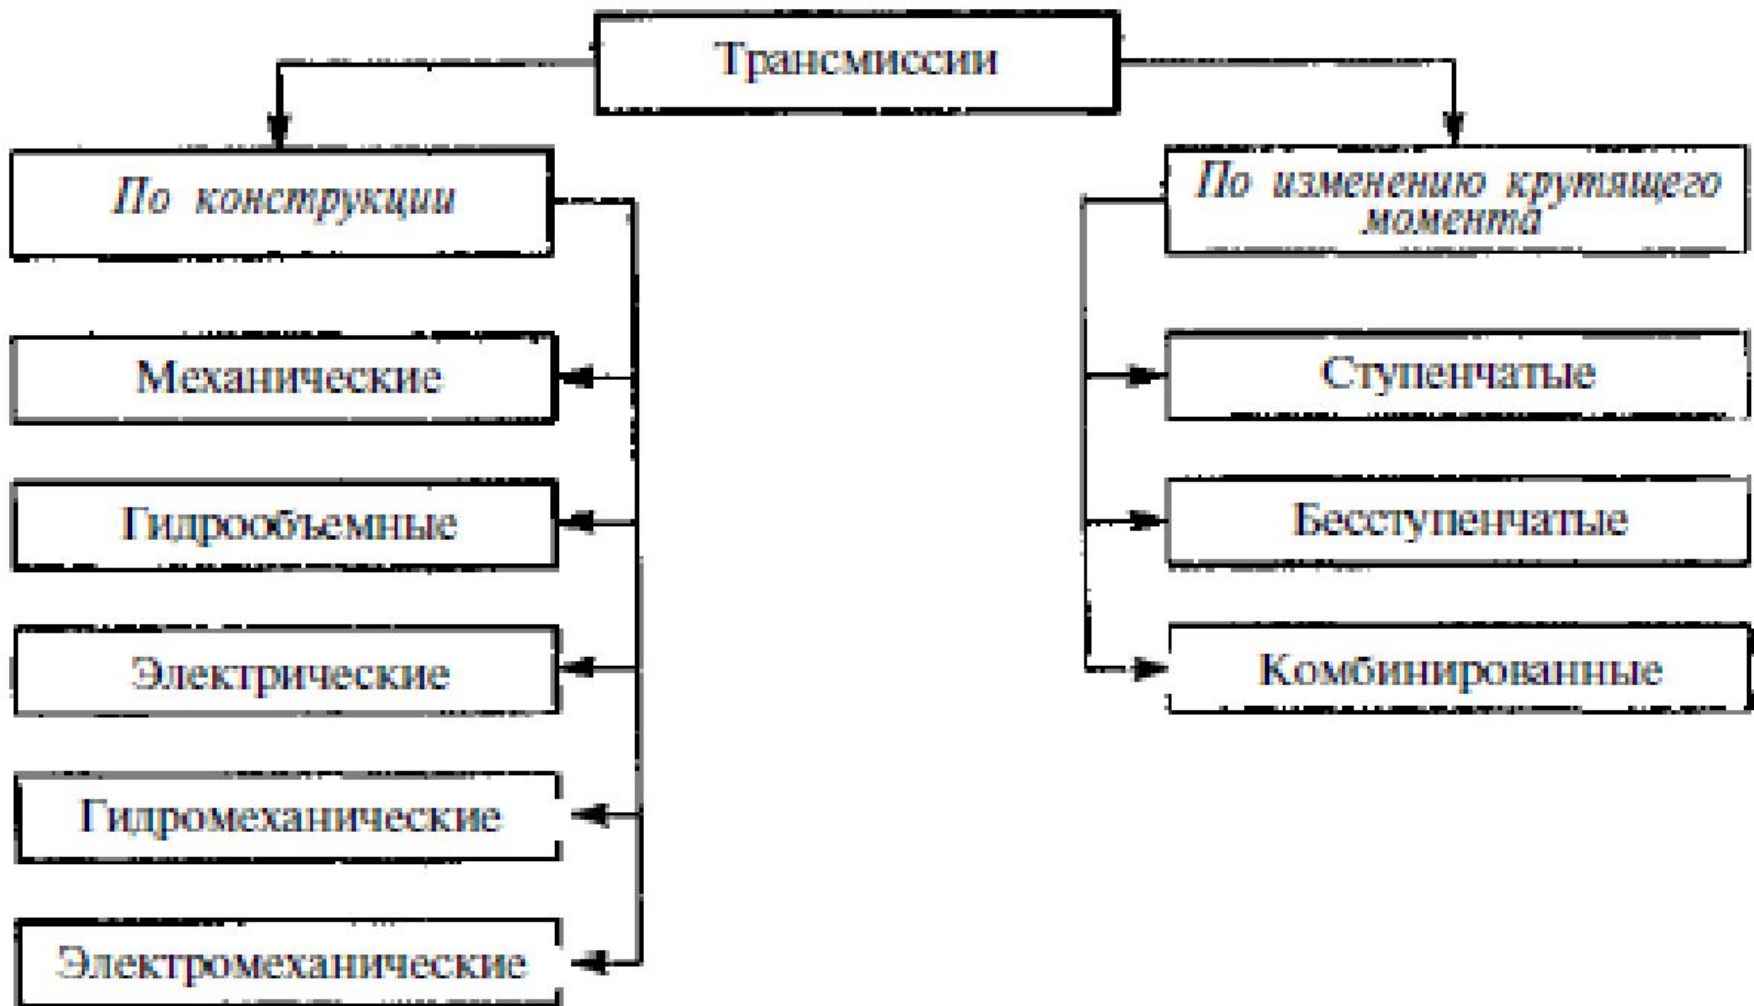 Трансмиссии
По конструкции
Механические
Гидрообъемные
Электрические
Гидромеханические
Электромеханические
По изменению крутящего
момента
Ступенчатые
Бесступенчатые
Комбинированные